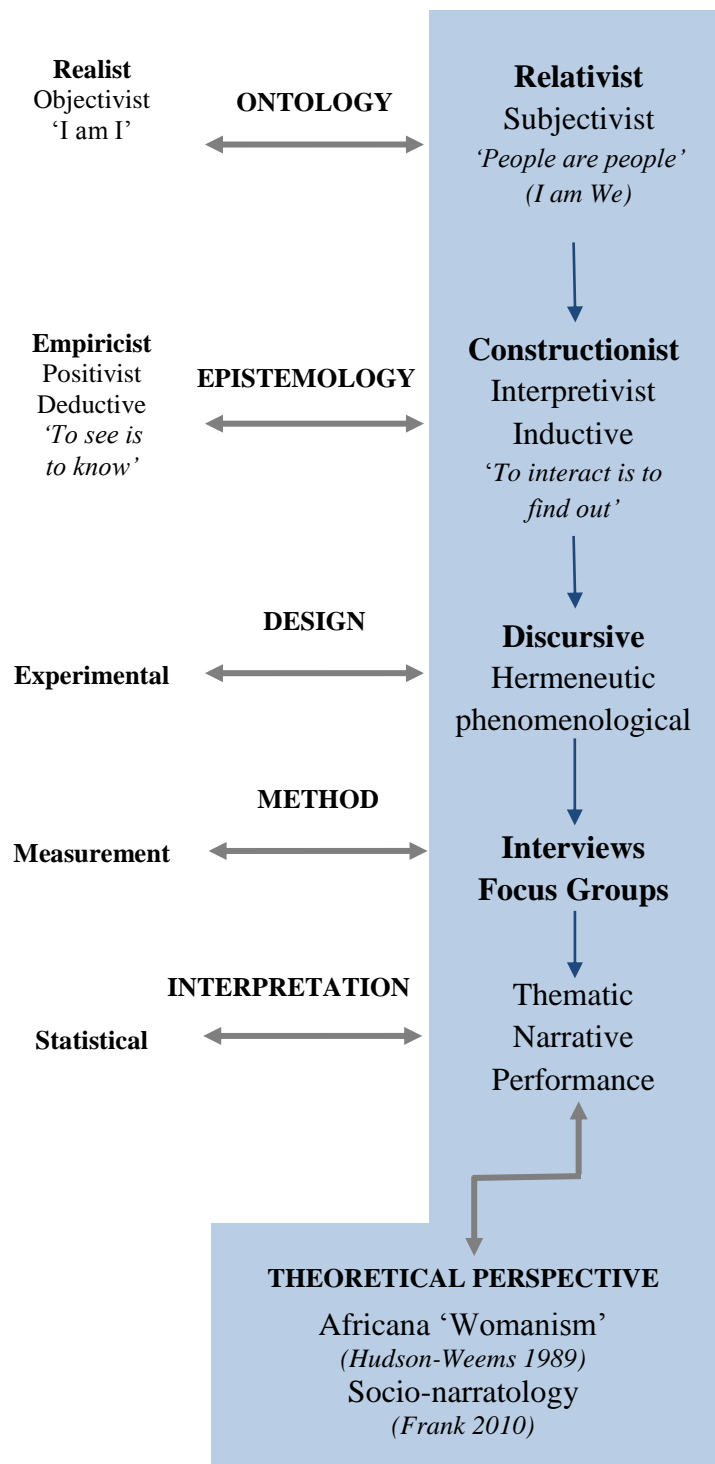 Realist
Objectivist
‘I am I’
ONTOLOGY
Relativist
Subjectivist
‘People are people’
(I am We)
Empiricist
Positivist
Deductive
‘To see is
to know’
EPISTEMOLOGY
Constructionist
Interpretivist
Inductive
‘To interact is to
find out’
Experimental
DESIGN
Discursive
Hermeneutic
phenomenological
Measurement
METHOD
Interviews
Focus Groups
Statistical
INTERPRETATION
Thematic
Narrative
Performance
THEORETICAL PERSPECTIVE
Africana ‘Womanism’
(Hudson-Weems 1989)
Socio-narratology
(Frank 2010)